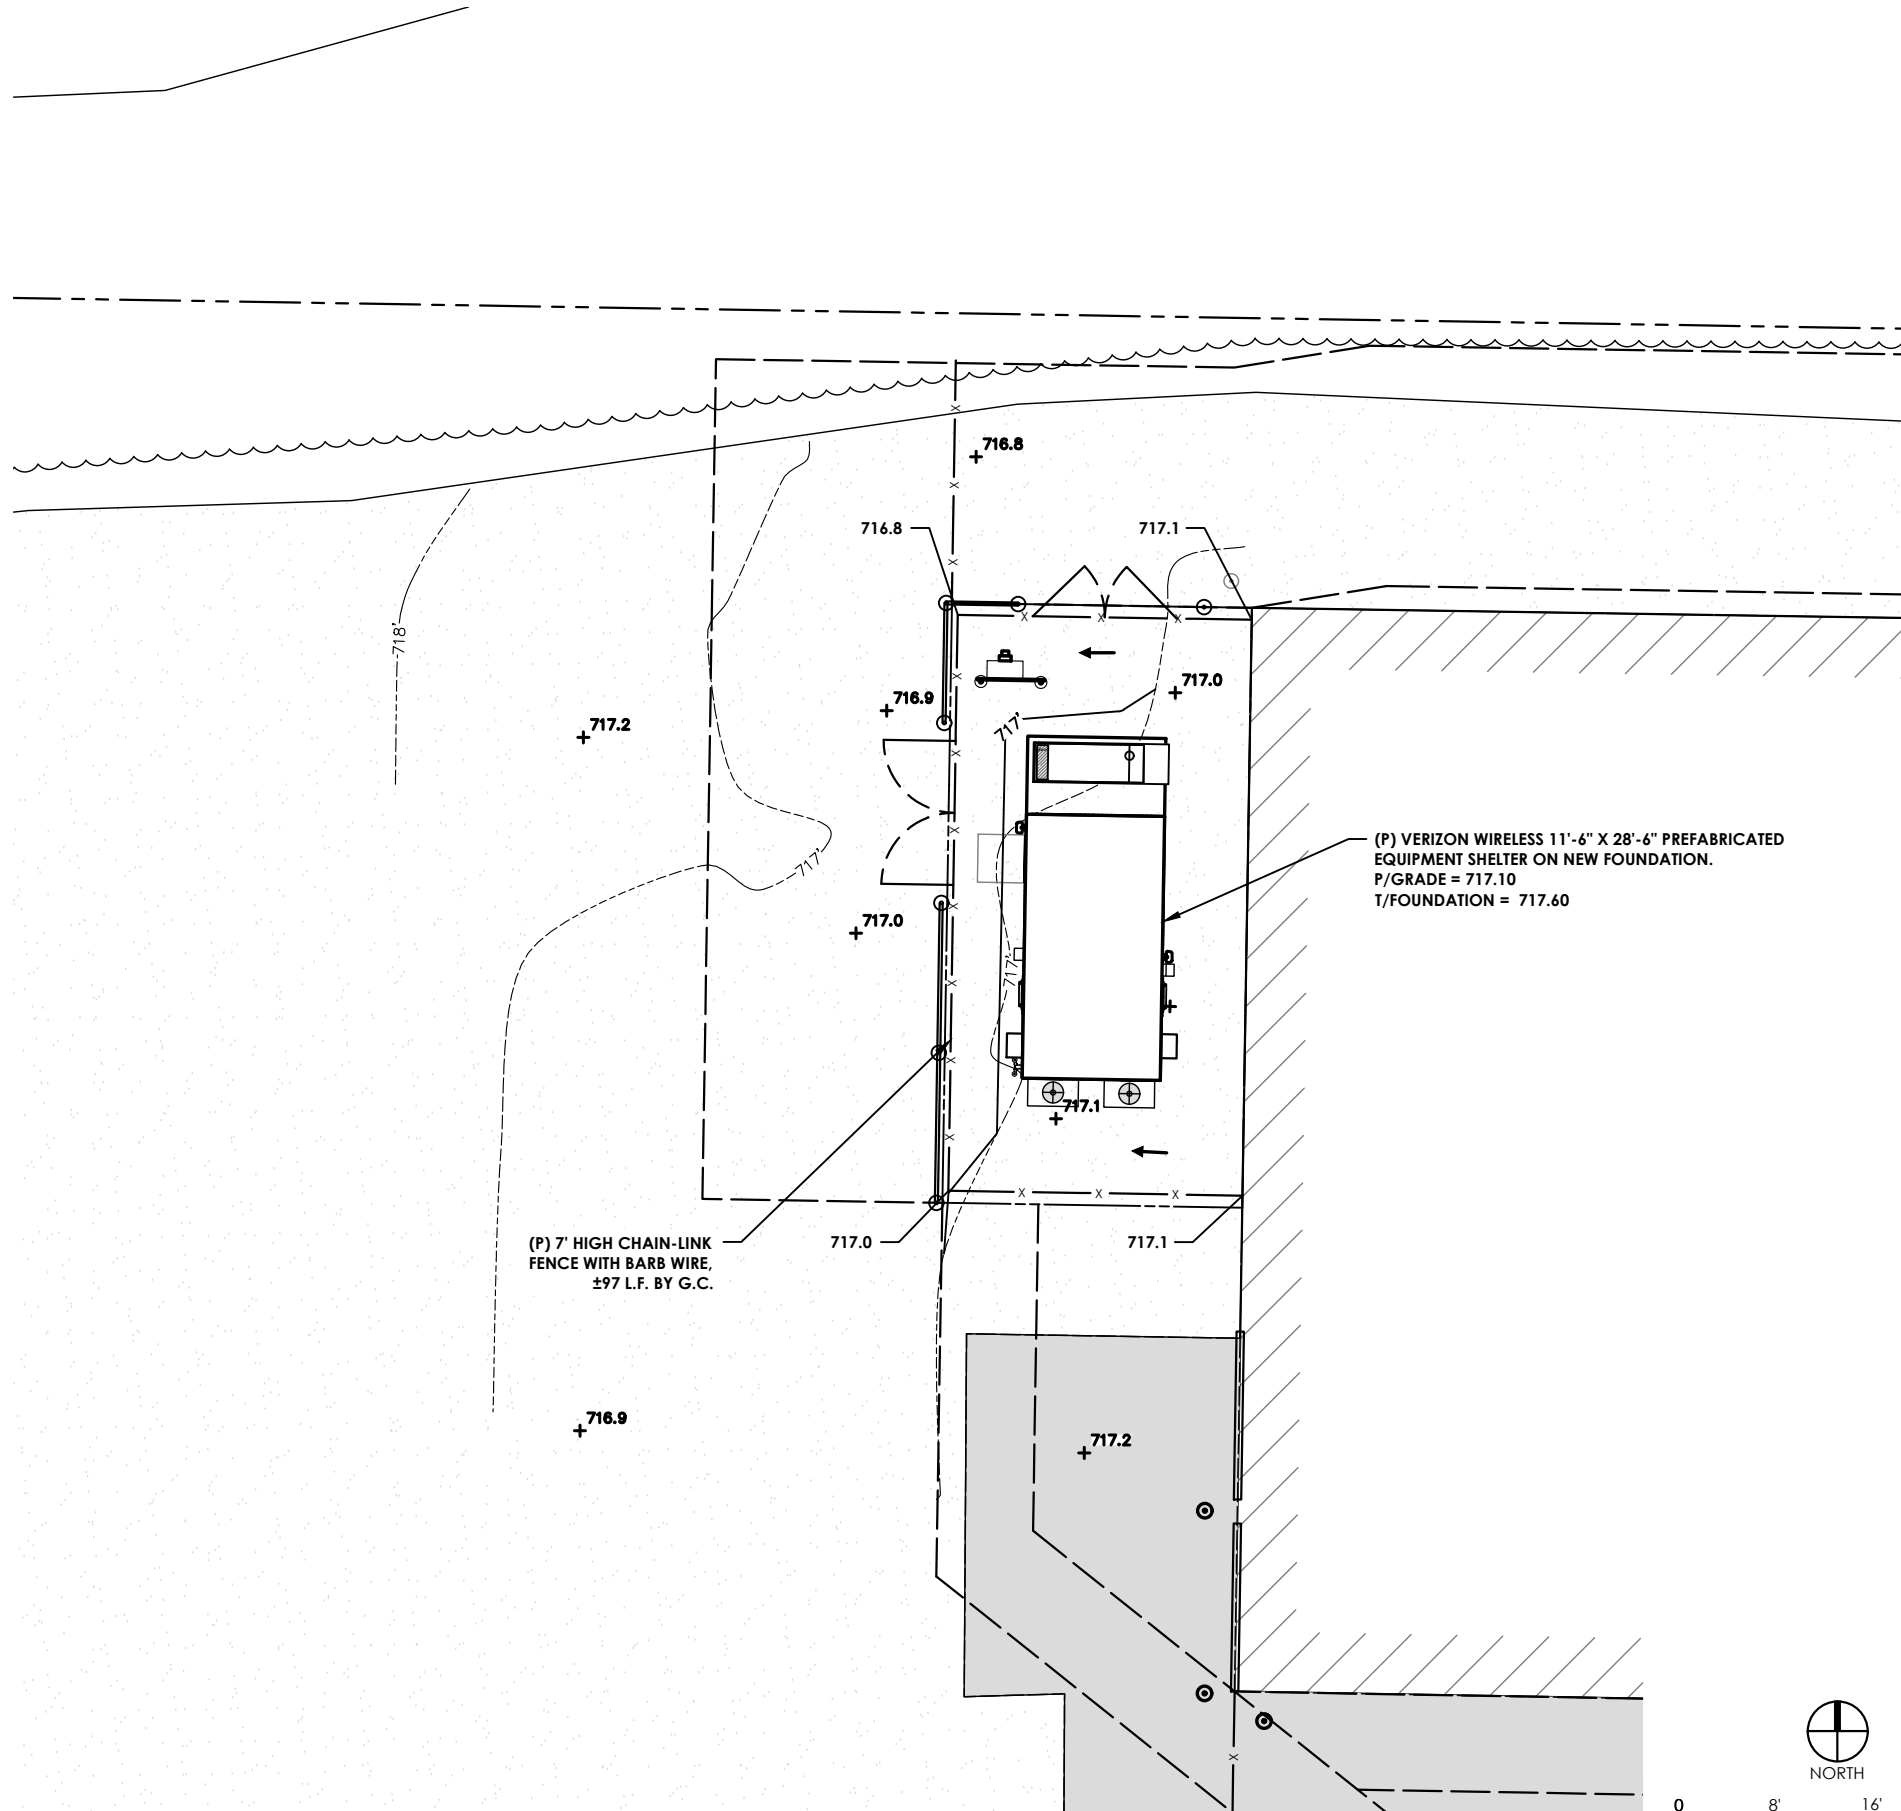 716.8
716.8
717.1
718'
717.0
716.9
717'
717.2
(P) VERIZON WIRELESS 11'-6" X 28'-6" PREFABRICATED
EQUIPMENT SHELTER ON NEW FOUNDATION.
P/GRADE = 717.10
T/FOUNDATION = 717.60
717'
717.0
717'
717.1
(P) 7' HIGH CHAIN-LINK
FENCE WITH BARB WIRE,
±97 L.F. BY G.C.
717.0
717.1
716.9
717.2
NORTH
0 8' 16'